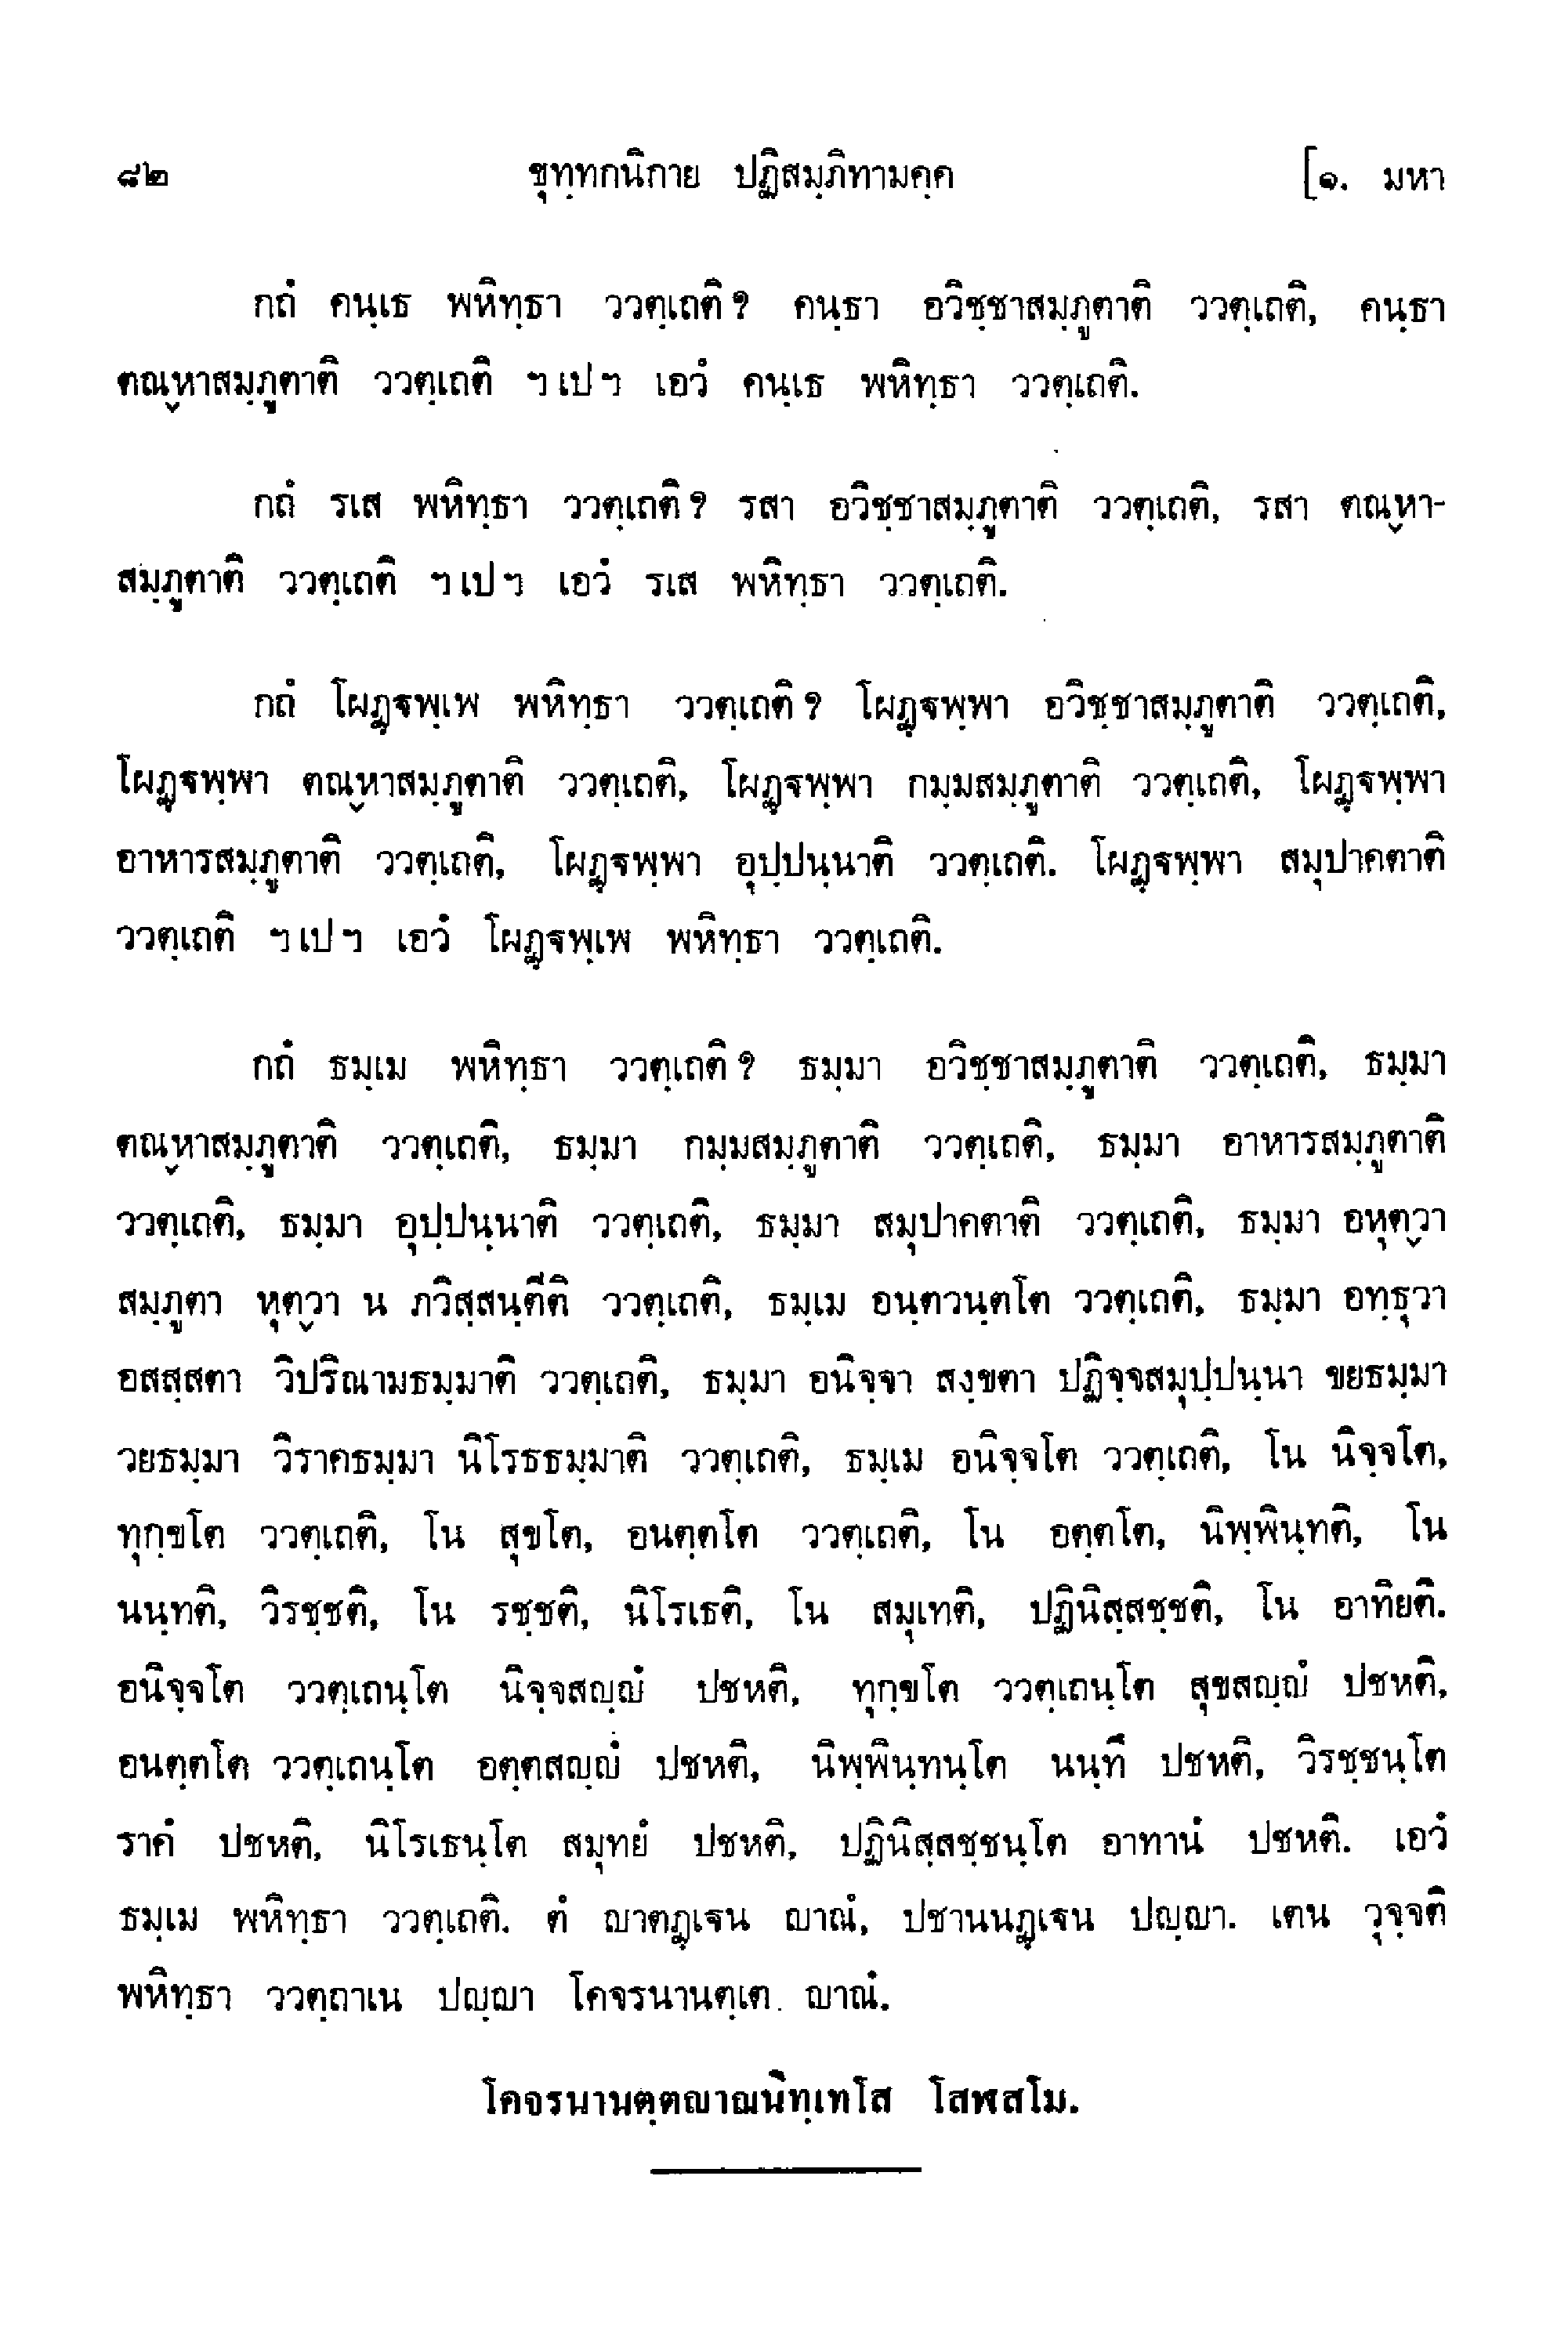 ๘๒ ขุทฺทกนิกาย ปฏิสมฺภิทามคฺค [๑. มหา
กถํ คนฺเธ พหิทฺธา ววตฺเถติ? คนฺธา อวิชฺชาสมฺภูตาติ ววตฺเถติ, คนฺธา
ตณฺหาสมฺภูตาติ ววตฺเถติ ฯ เป ฯ เอวํ คนฺเธ พหิทฺธา ววตฺเถติ.
กถํ รเส พหิทฺธา ววตฺเถติ? รสา อวิชฺชาสมฺภูตาติ ววตฺเถติ, รสา ตณฺหา-
สมฺภูตาติ ววตฺเถติ ฯ เป ฯ เอวํ รเส พหิทฺธา ววตฺเถติ.
กถํ โผฏฺฐพฺเพ พหิทฺธา ววตฺเถติ? โผฏฺฐพฺพา อวิชฺชาสมฺภูตาติ ววตฺเถติ,
โผฏฺฐพฺพา ตณฺหาสมฺภูตาติ ววตฺเถติ, โผฏฺฐพฺพา กมฺมสมฺภูตาติ ววตฺเถติ, โผฏฺฐพฺพา
อาหารสมฺภูตาติ ววตฺเถติ, โผฏฺฐพฺพา อุปฺปนฺนาติ ววตฺเถติ. โผฏฺฐพฺพา สมุปาคตาติ
ววตฺเถติ ฯ เป ฯ เอวํ โผฏฺฐพฺเพ พหิทฺธา ววตฺเถติ.
กถํ ธมฺเม พหิทฺธา ววตฺเถติ? ธมฺมา อวิชฺชาสมฺภูตาติ ววตฺเถติ, ธมฺมา
ตณฺหาสมฺภูตาติ ววตฺเถติ, ธมฺมา กมฺมสมฺภูตาติ ววตฺเถติ, ธมฺมา อาหารสมฺภูตาติ
ววตฺเถติ, ธมฺมา อุปฺปนฺนาติ ววตฺเถติ, ธมฺมา สมุปาคตาติ ววตฺเถติ, ธมฺมา อหุตฺวา
สมฺภูตา หุตฺวา น ภวิสฺสนฺตีติ ววตฺเถติ, ธมฺเม อนฺตวนฺตโต ววตฺเถติ, ธมฺมา อทฺธุวา
อสสฺสตา วิปริณามธมฺมาติ ววตฺเถติ, ธมฺมา อนิจฺจา สงฺขตา ปฏิจฺจสมุปฺปนฺนา ขยธมฺมา
วยธมฺมา วิราคธมฺมา นิโรธธมฺมาติ ววตฺเถติ, ธมฺเม อนิจฺจโต ววตฺเถติ, โน นิจฺจโต,
ทุกฺขโต ววตฺเถติ, โน สุขโต, อนตฺตโต ววตฺเถติ, โน อตฺตโต, นิพฺพินฺทติ, โน
นนฺทติ, วิรชฺชติ, โน รชฺชติ, นิโรเธติ, โน สมุเทติ, ปฏินิสฺสชฺชติ, โน อาทิยติ.
อนิจฺจโต ววตฺเถนฺโต นิจฺจสญฺญํ ปชหติ, ทุกฺขโต ววตฺเถนฺโต สุขสญฺญํ ปชหติ,
อนตฺตโต ววตฺเถนฺโต อตฺตสญฺญํ ปชหติ, นิพฺพินฺทนฺโต นนฺทึ ปชหติ, วิรชฺชนฺโต
ราคํ ปชหติ, นิโรเธนฺโต สมุทยํ ปชหติ, ปฏินิสฺสชฺชนฺโต อาทานํ ปชหติ. เอวํ
ธมฺเม พหิทฺธา ววตฺเถติ. ตํ ญาตฏฺเฐน ญาณํ, ปชานนฏฺเฐน ปญฺญา. เตน วุจฺจติ
พหิทฺธา ววตฺถาเน ปญฺญา โคจรนานตฺเต ญาณํ.
โคจรนานตฺตญาณนิทฺเทโส โสฬสโม.